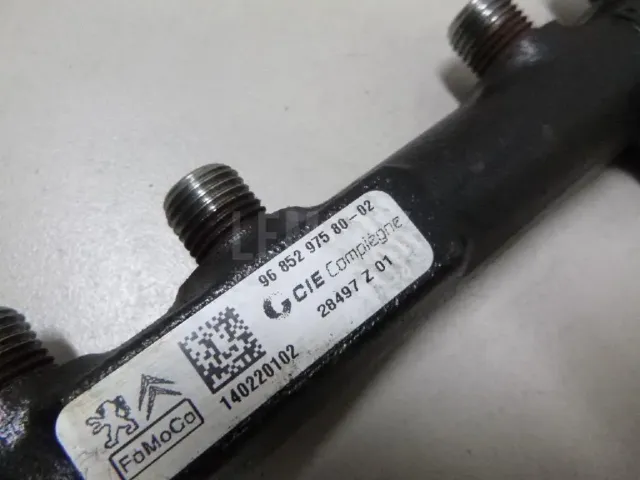 96 852 975 80-02
CIE Compiègne
28497 Z 01
140220102
FoMoCo